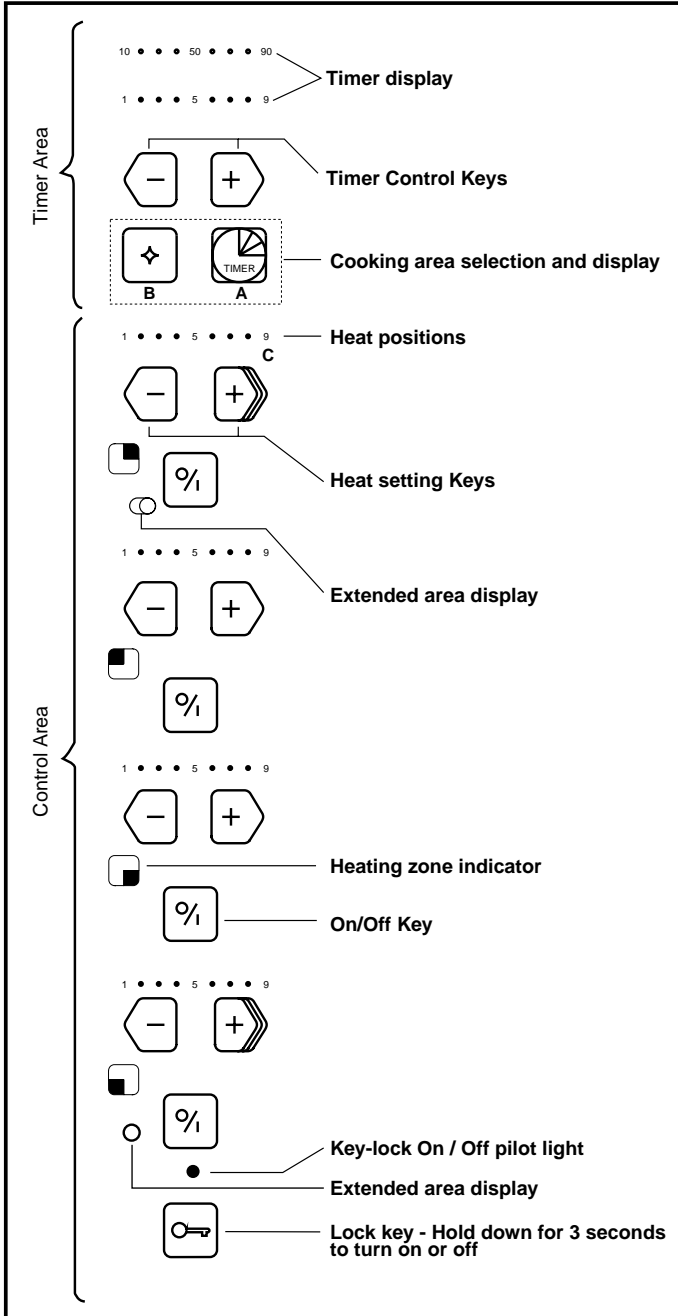 10 50 90
Timer display
1 5 9
Timer Area
Timer Control Keys
TIMER
Cooking area selection and display
B A
1 5 9
Heat positions
C
Heat setting Keys
1 5 9
Extended area display
Control Area
1 5 9
Heating zone indicator
On/Off Key
1 5 9
Key-lock On / Off pilot light
Extended area display
Lock key - Hold down for 3 seconds
to turn on or off